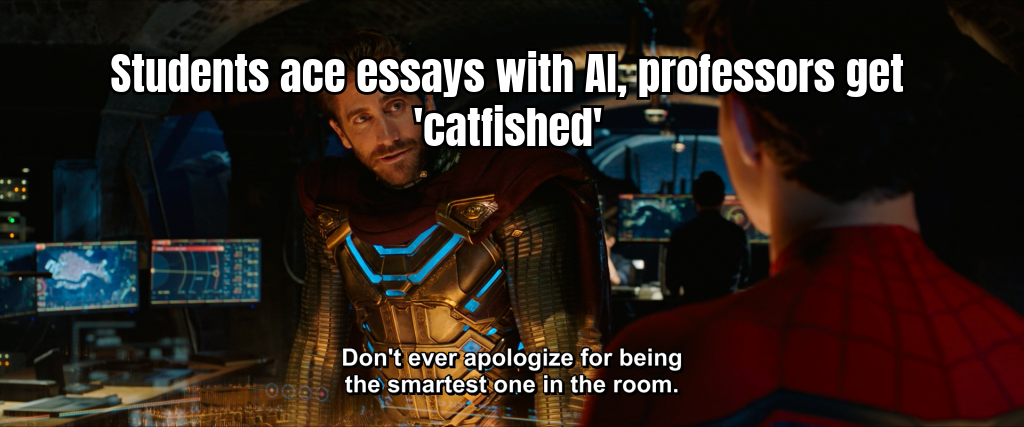 Students ace essays with AI, professors get
'catfished'
Don't ever apologize for being
the smartest one in the room.